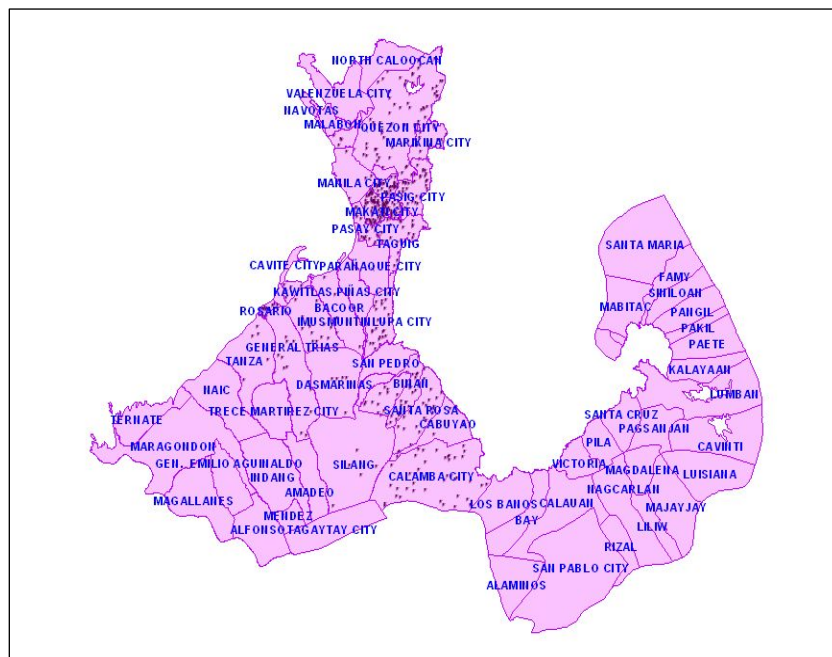 NORTH CALOOCAN
VALENZUELA CITY
NAVOTAS
MALABON
QUEZON CITY
MARIKINA CITY
MANILA CITY
PASIG CITY
MAKATI CITY
PASAY CITY
TAGUIG
CAVITE CITY
PARAÑAQUE CITY
KAWIT
LAS PIÑAS CITY
ROSARIO
BACOOR
IMUS
MUNTINLUPA CITY
GENERAL TRIAS
TANZA
SAN PEDRO
NAIC
DASMARINAS
BIÑAN
TERNATE
TRECE MARTIREZ CITY
SANTA ROSA
CABUYAO
MARAGONDON
GEN. EMILIO AGUINALDO
SILANG
INDANG
CALAMBA CITY
MAGALLANES
AMADEO
MENDEZ
ALFONSO
TAGAYTAY CITY
SANTA MARIA
FAMY
SINILOAN
MABITAC
PANGIL
PAKIL
PAETE
KALAYAAN
LUMBAN
SANTA CRUZ
PAGSANJAN
PILA
CAVINTI
VICTORIA
MAGDALENA
LUISIANA
LOS BANOS
CALAUAN
NAGCARLAN
MAJAYJAY
BAY
LILIW
RIZAL
SAN PABLO CITY
ALAMINOS